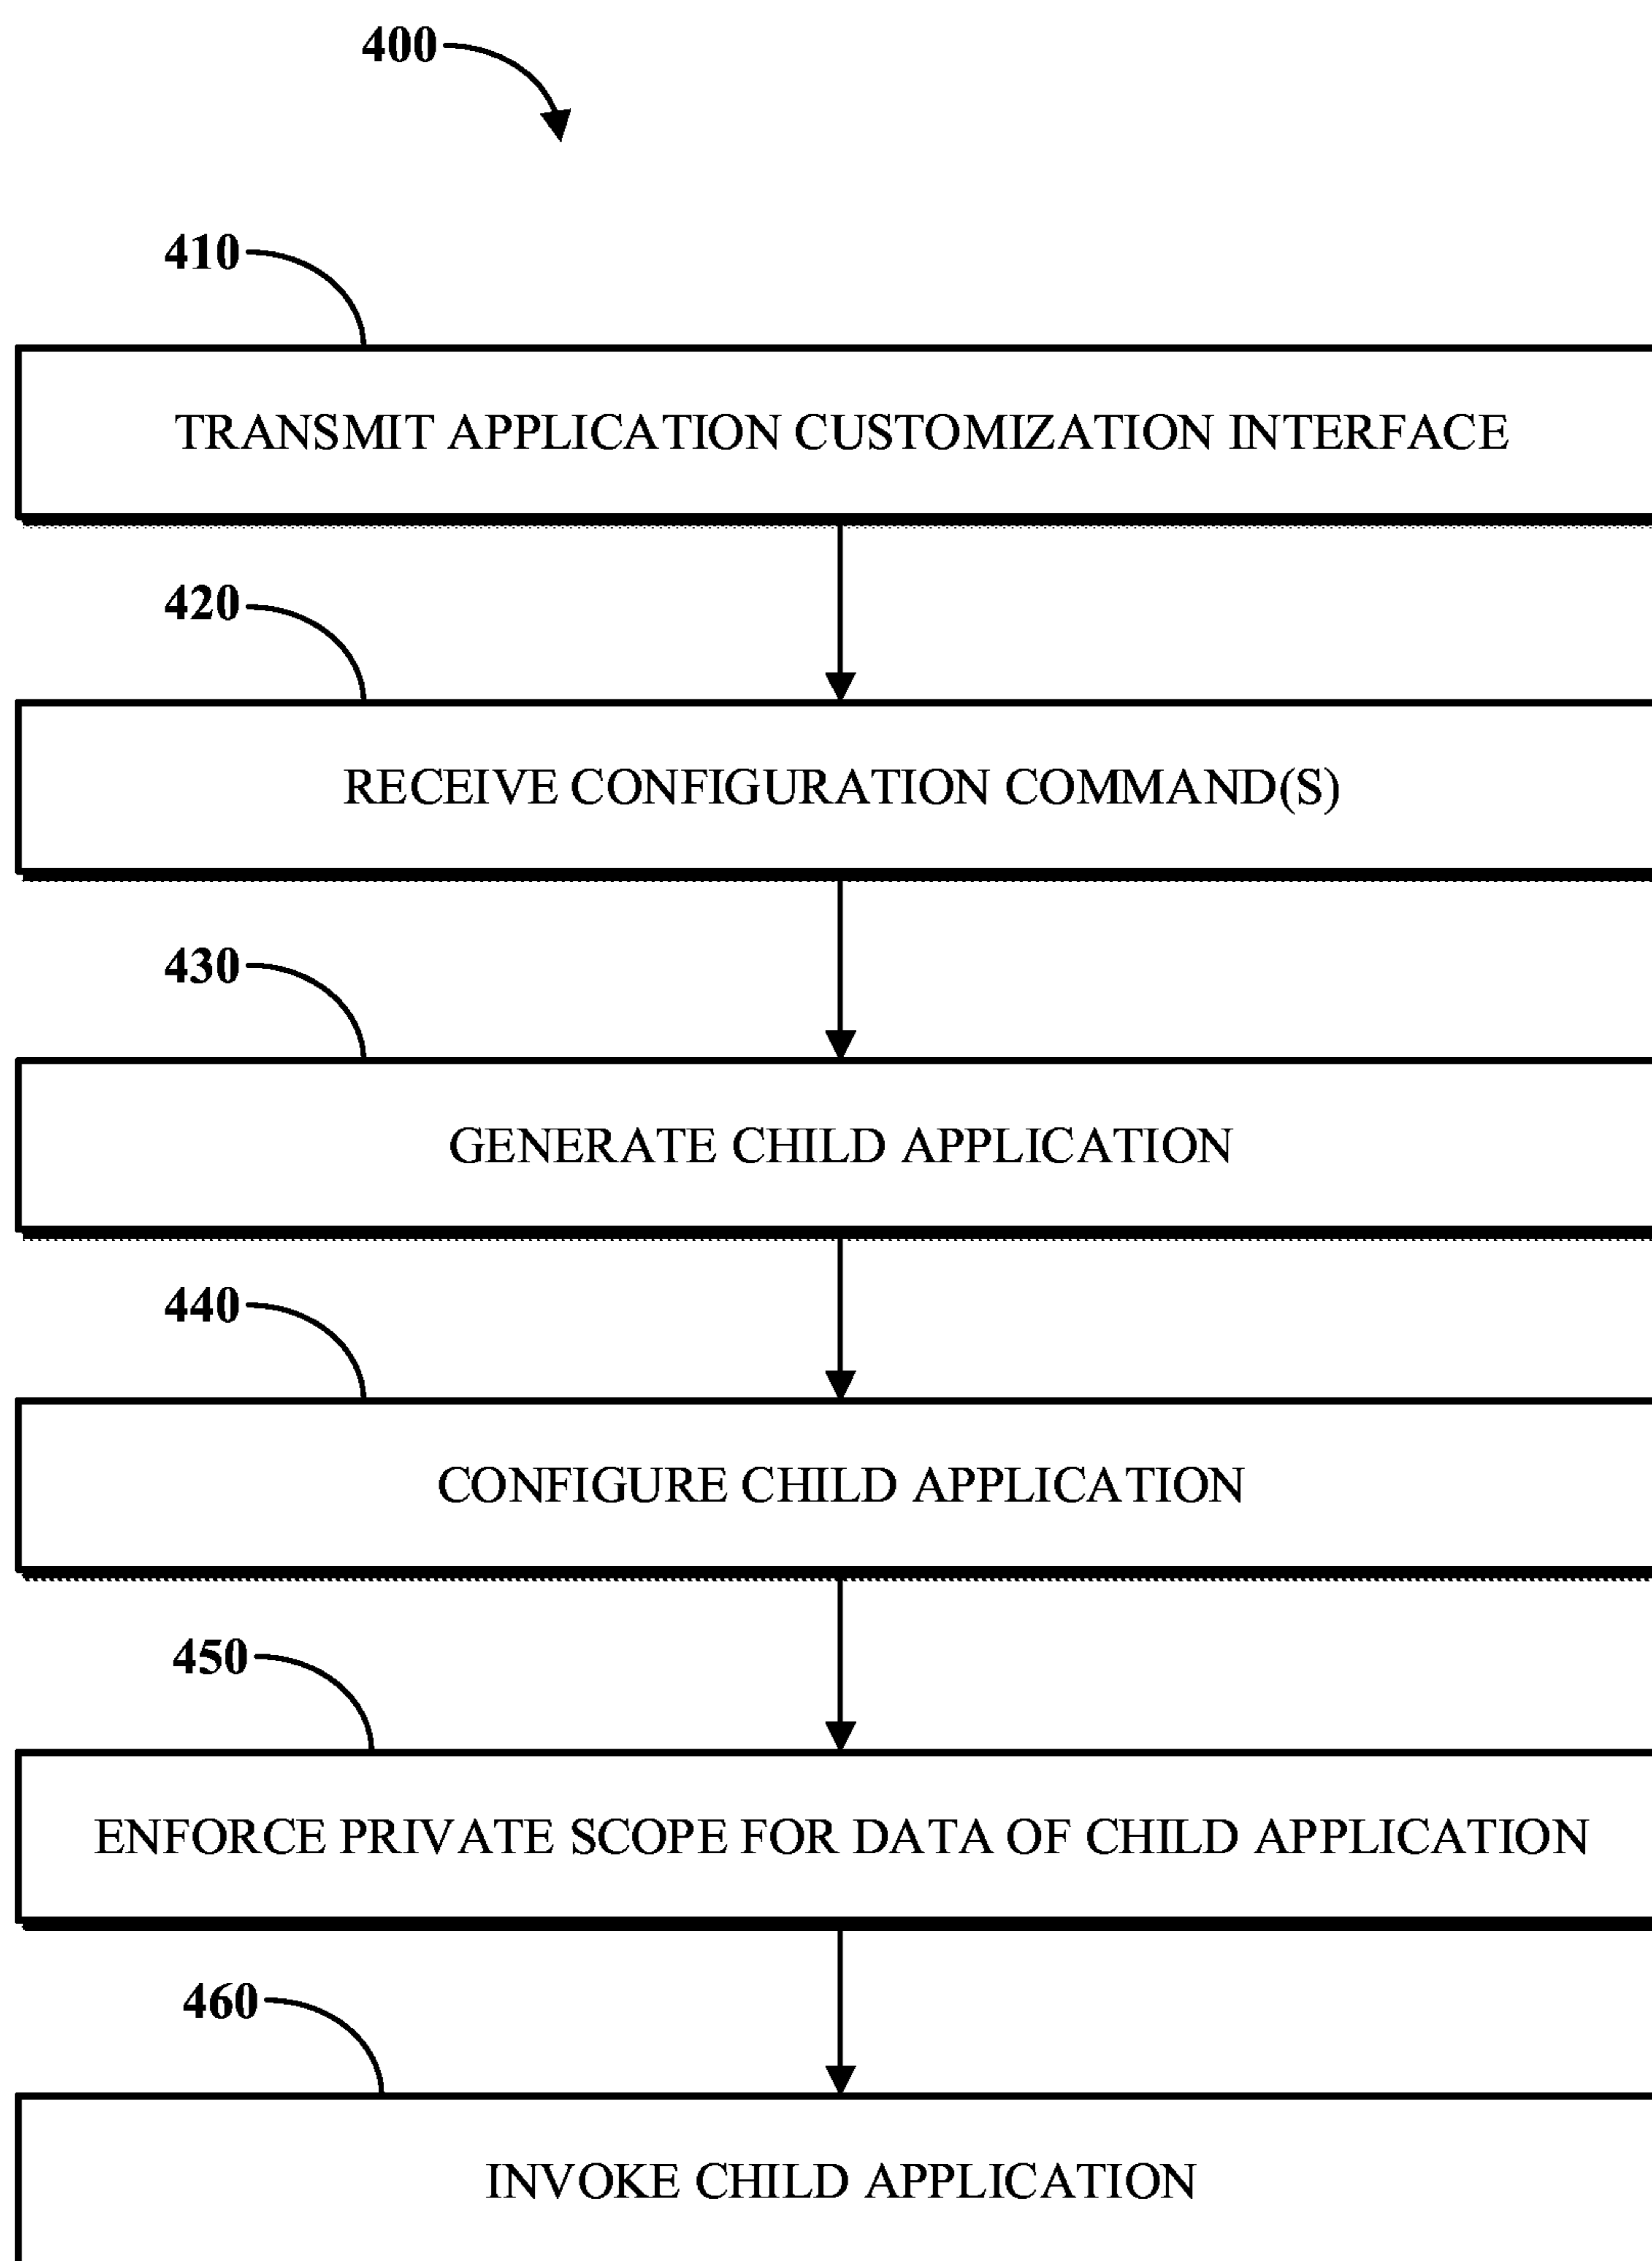 400
410
TRANSMIT APPLICATION CUSTOMIZATION INTERFACE
420
RECEIVE CONFIGURATION COMMAND(S)
430
GENERATE CHILD APPLICATION
440
CONFIGURE CHILD APPLICATION
450
ENFORCE PRIVATE SCOPE FOR DATA OF CHILD APPLICATION
460
INVOKE CHILD APPLICATION